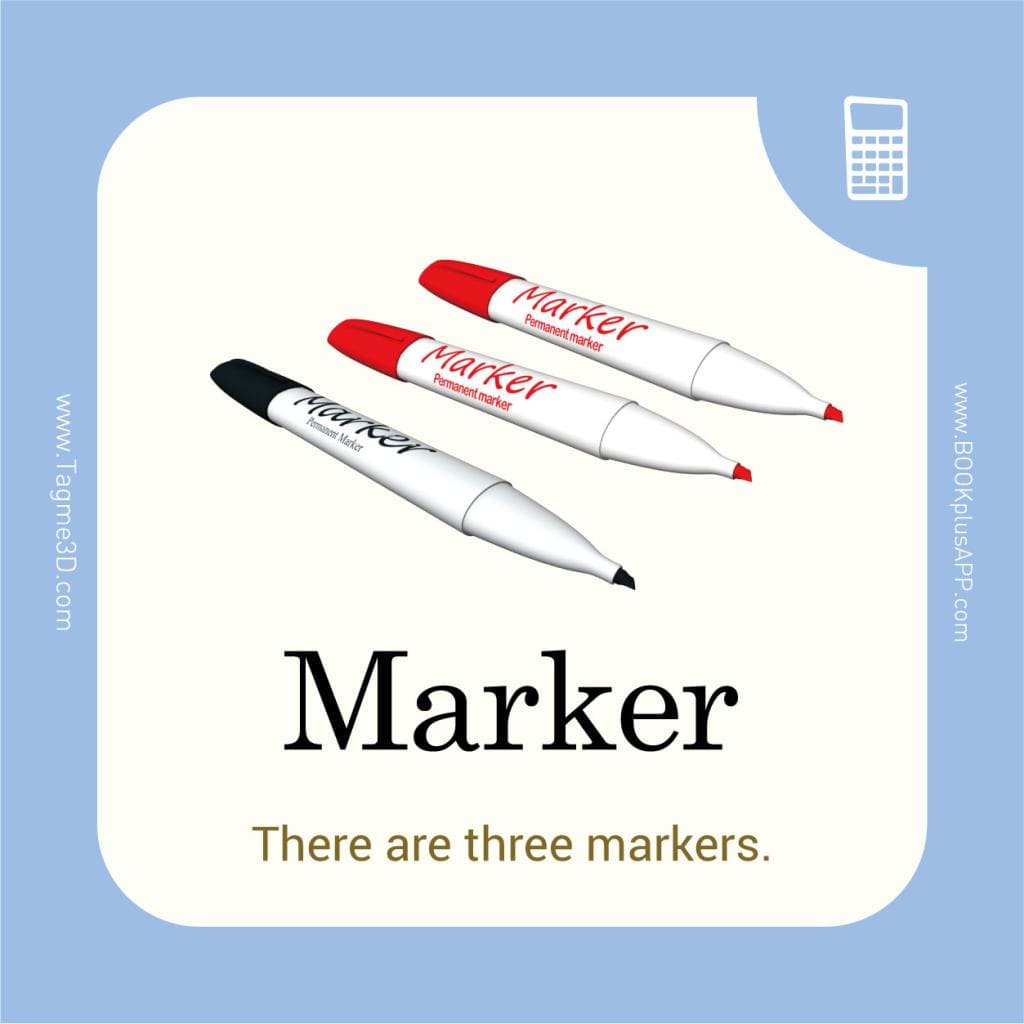 Marker
Permanent marker
Marker
Permanent marker
Marker
Permanent Marker
www.Tagme3D.com
www.BOOKplusAPP.com
Marker
There are three markers.